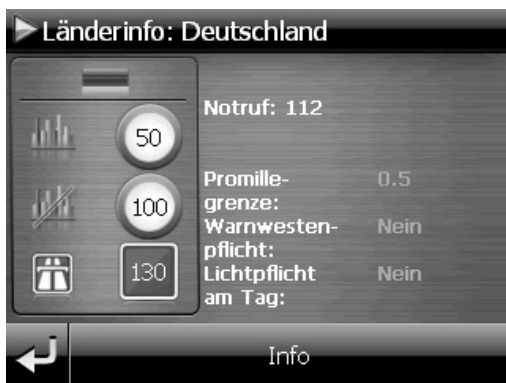 Länderinfo: Deutschland
Notruf: 112
50
100
130
Promille-
grenze:
0.5
Warnwesten-
pflicht:
Nein
Lichtpflicht
am Tag:
Nein
Info